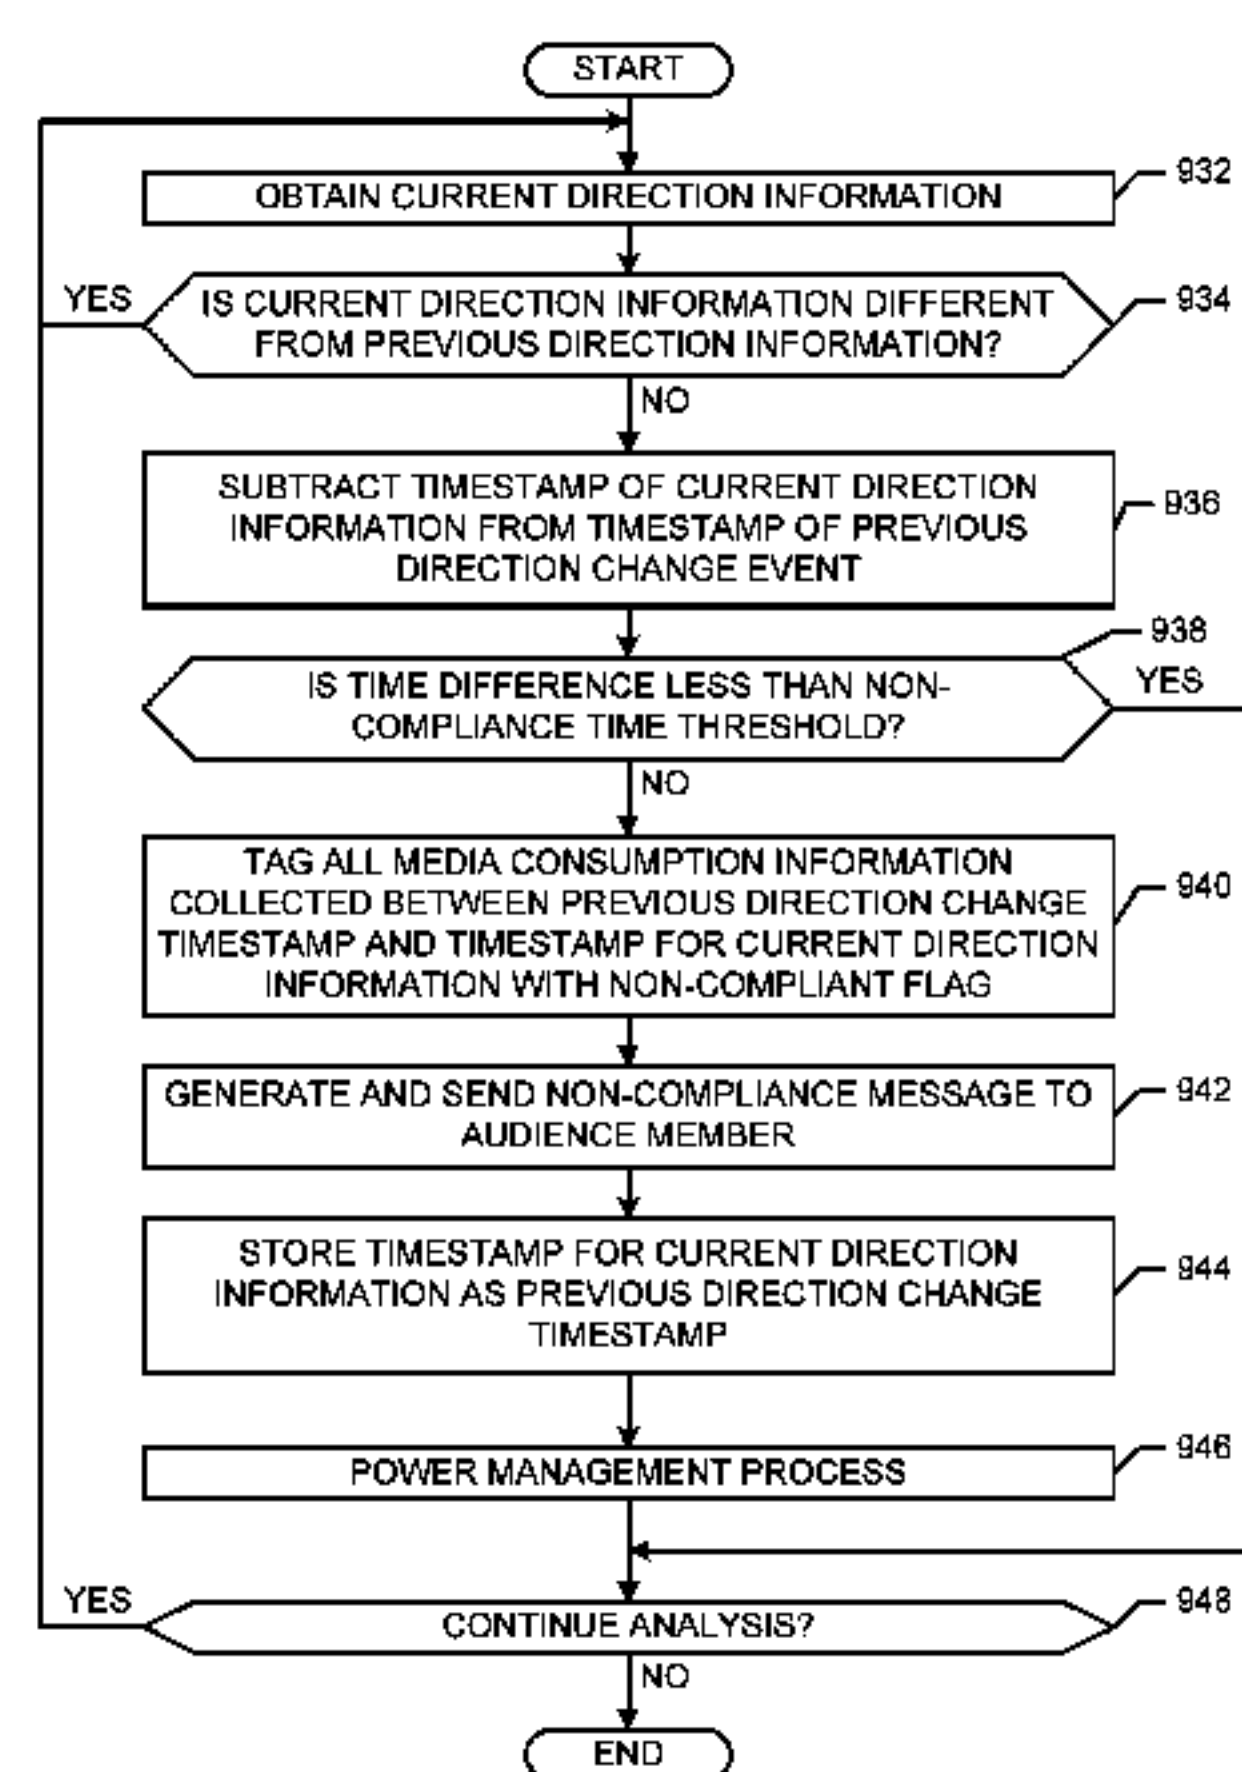 START
OBTAIN CURRENT DIRECTION INFORMATION
932
YES
IS CURRENT DIRECTION INFORMATION DIFFERENT
FROM PREVIOUS DIRECTION INFORMATION?
934
NO
SUBTRACT TIMESTAMP OF CURRENT DIRECTION
INFORMATION FROM TIMESTAMP OF PREVIOUS
DIRECTION CHANGE EVENT
936
938
IS TIME DIFFERENCE LESS THAN NON-
COMPLIANCE TIME THRESHOLD?
YES
NO
TAG ALL MEDIA CONSUMPTION INFORMATION
COLLECTED BETWEEN PREVIOUS DIRECTION CHANGE
TIMESTAMP AND TIMESTAMP FOR CURRENT DIRECTION
INFORMATION WITH NON-COMPLIANT FLAG
940
GENERATE AND SEND NON-COMPLIANCE MESSAGE TO
AUDIENCE MEMBER
942
STORE TIMESTAMP FOR CURRENT DIRECTION
INFORMATION AS PREVIOUS DIRECTION CHANGE
TIMESTAMP
944
POWER MANAGEMENT PROCESS
946
YES
CONTINUE ANALYSIS?
948
NO
END